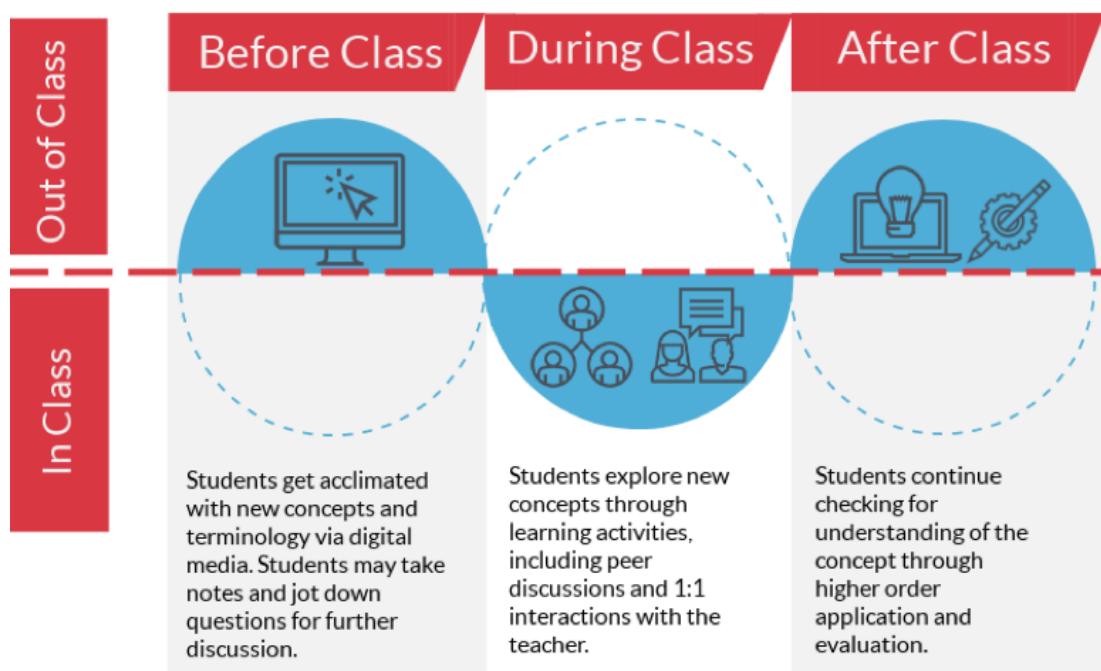 Before Class
During Class
After Class
Out of Class
In Class
Students get acclimated
with new concepts and
terminology via digital
media. Students may take
notes and jot down
questions for further
discussion.
Students explore new
concepts through
learning activities,
including peer
discussions and 1:1
interactions with the
teacher.
Students continue
checking for
understanding of the
concept through
higher order
application and
evaluation.